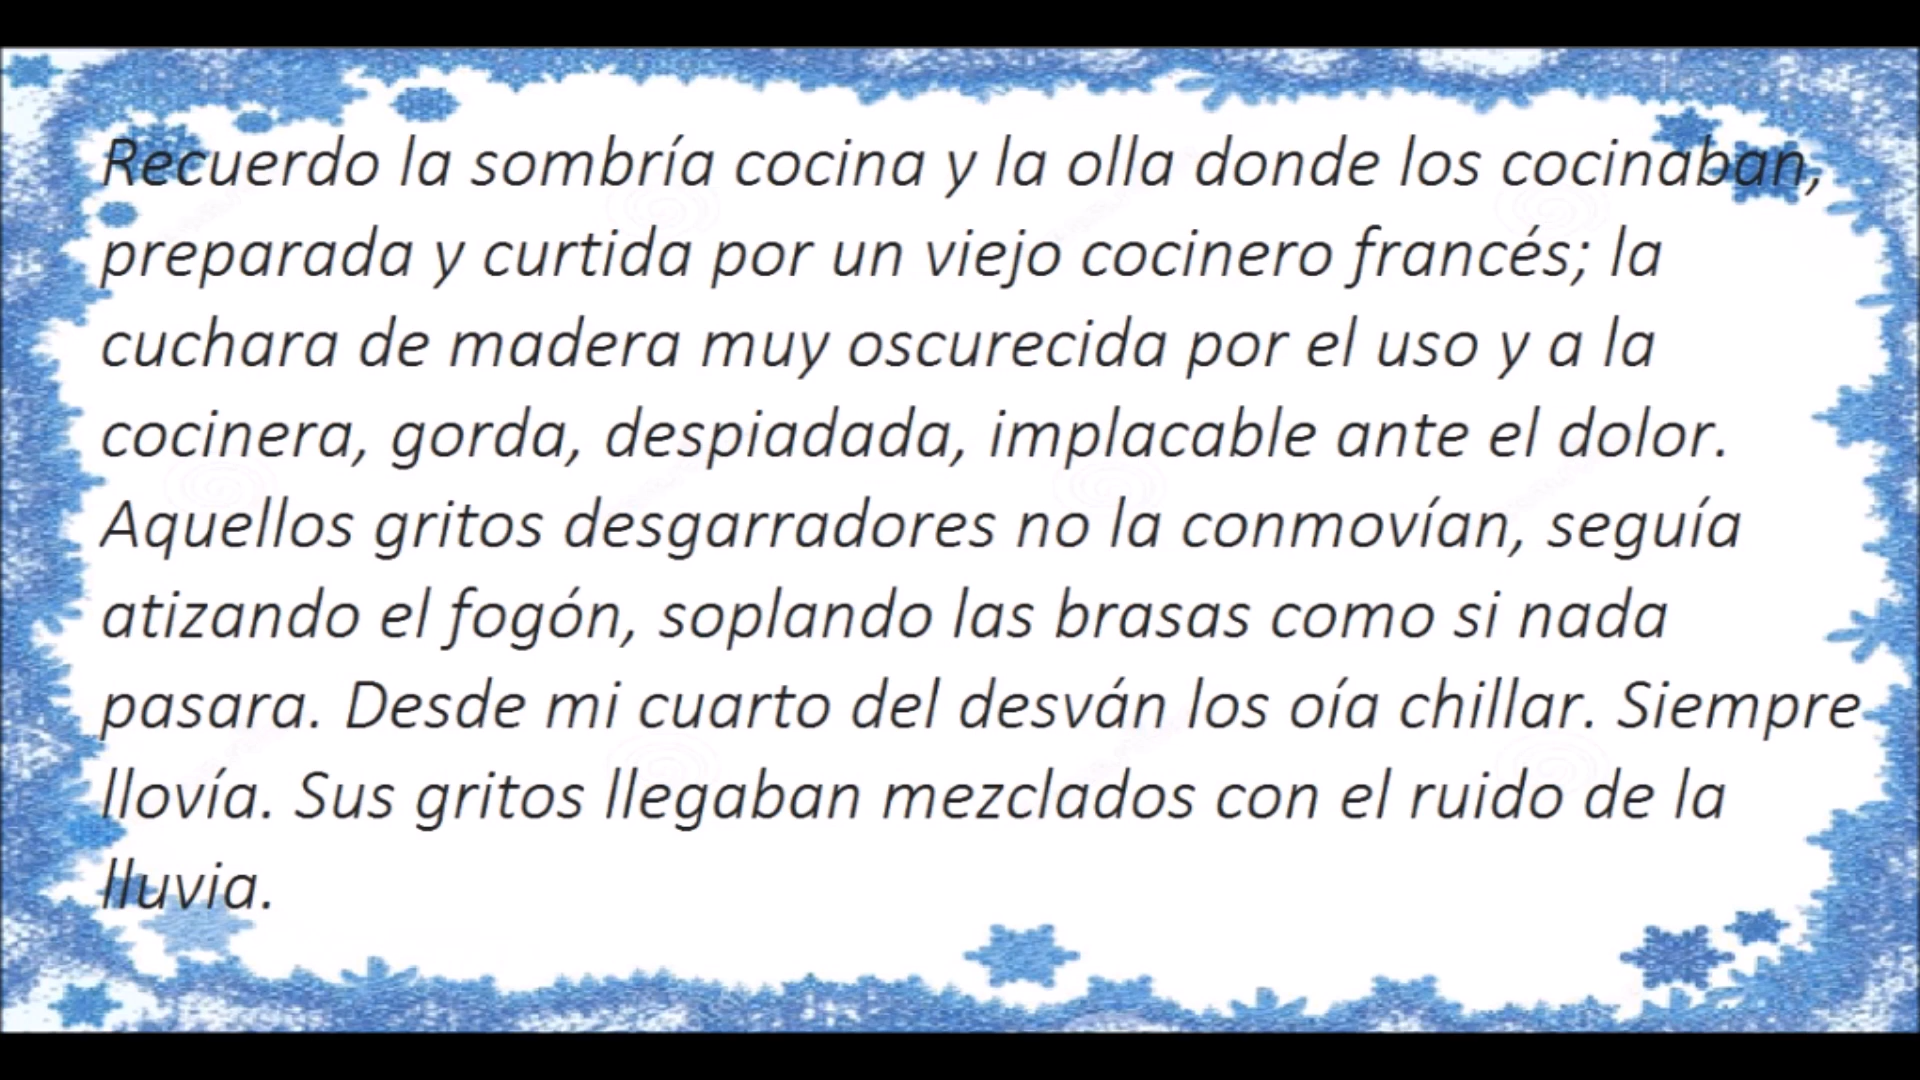 Recuerdo la sombría cocina y la olla donde los cocinaban,
preparada y curtida por un viejo cocinero francés; la
cuchara de madera muy oscurecida por el uso y a la
cocinera, gorda, despiadada, implacable ante el dolor.
Aquellos gritos desgarradores no la conmovían, seguía
atizando el fogón, soplando las brasas como si nada
pasara. Desde mi cuarto del desván los oía chillar. Siempre
llovía. Sus gritos llegaban mezclados con el ruido de la
lluvia.